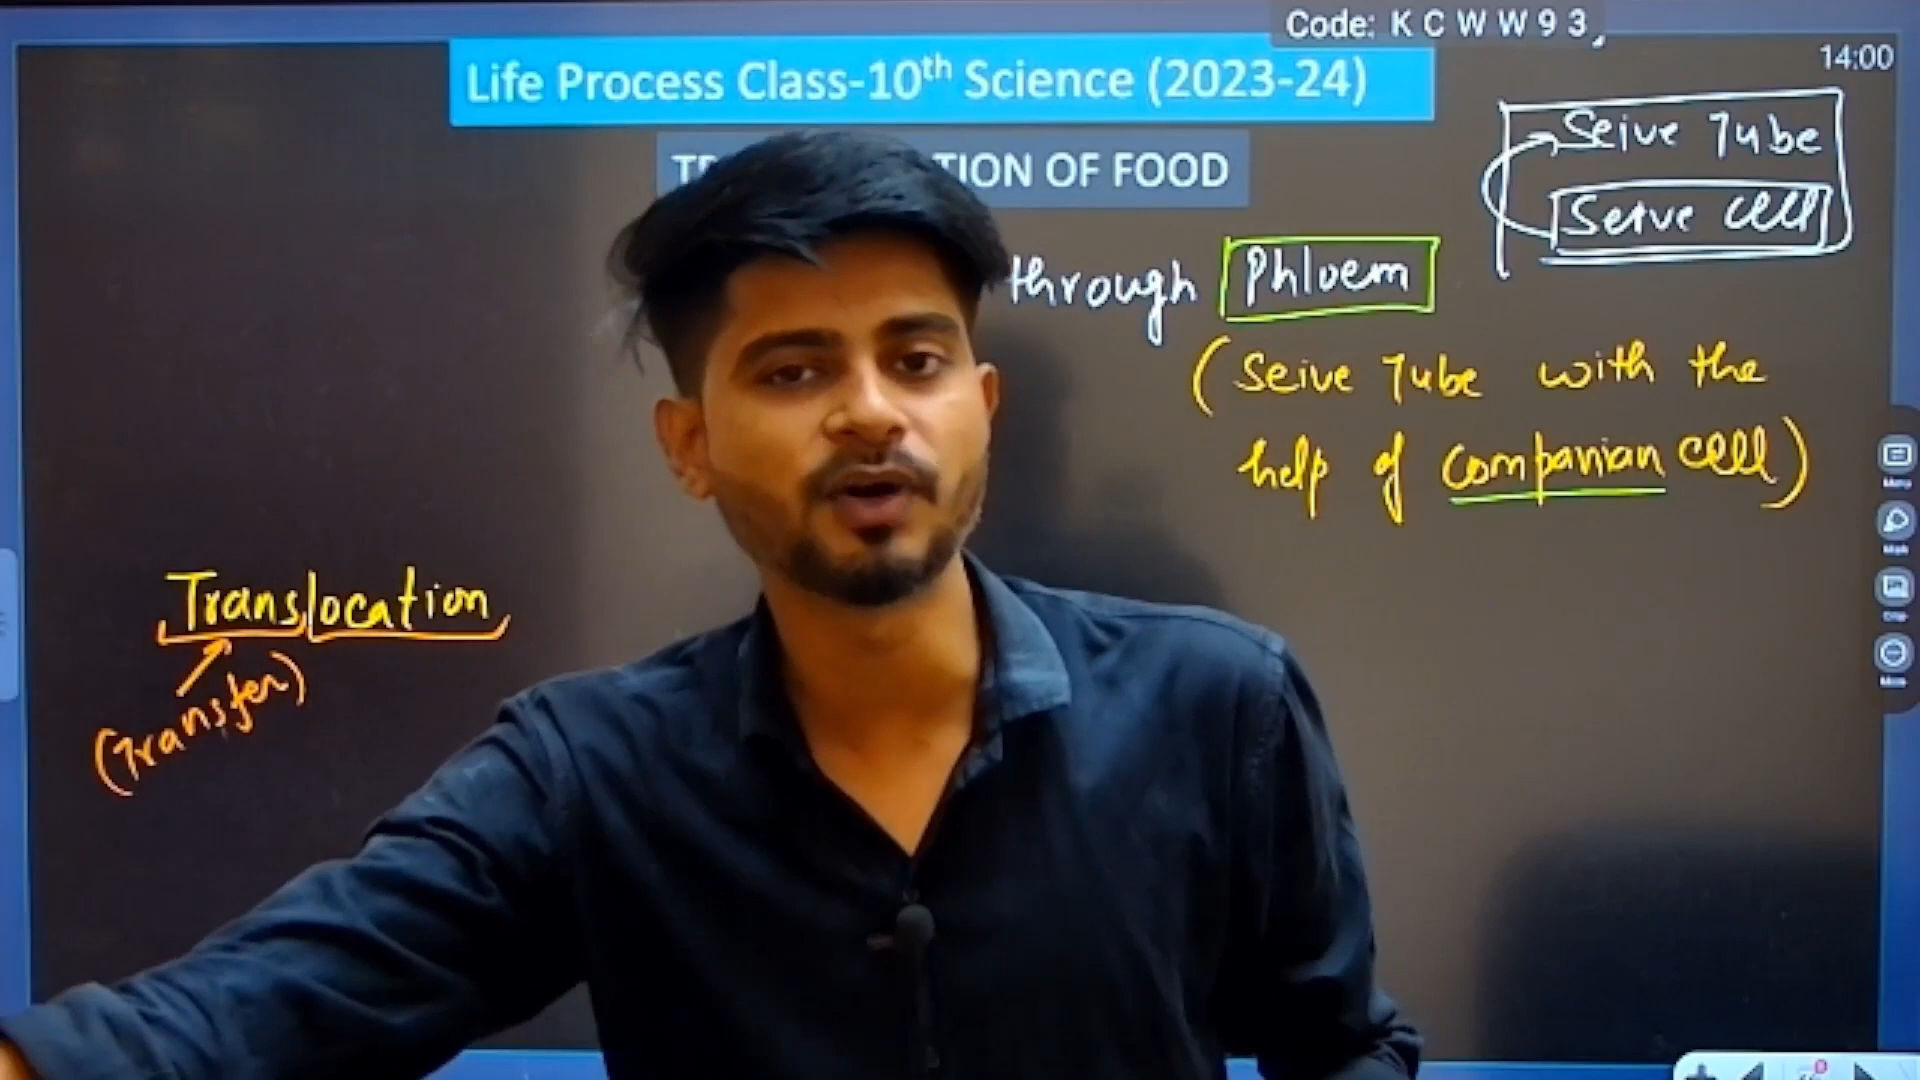 Code: K C W W 9 3
14:00
Life Process Class-10th Science (2023-24)
OF FOOD
Seive Tube
Seive cell
through Phloem
(Seive Tube with the
help of companian cell)
Translocation
(Transfer)